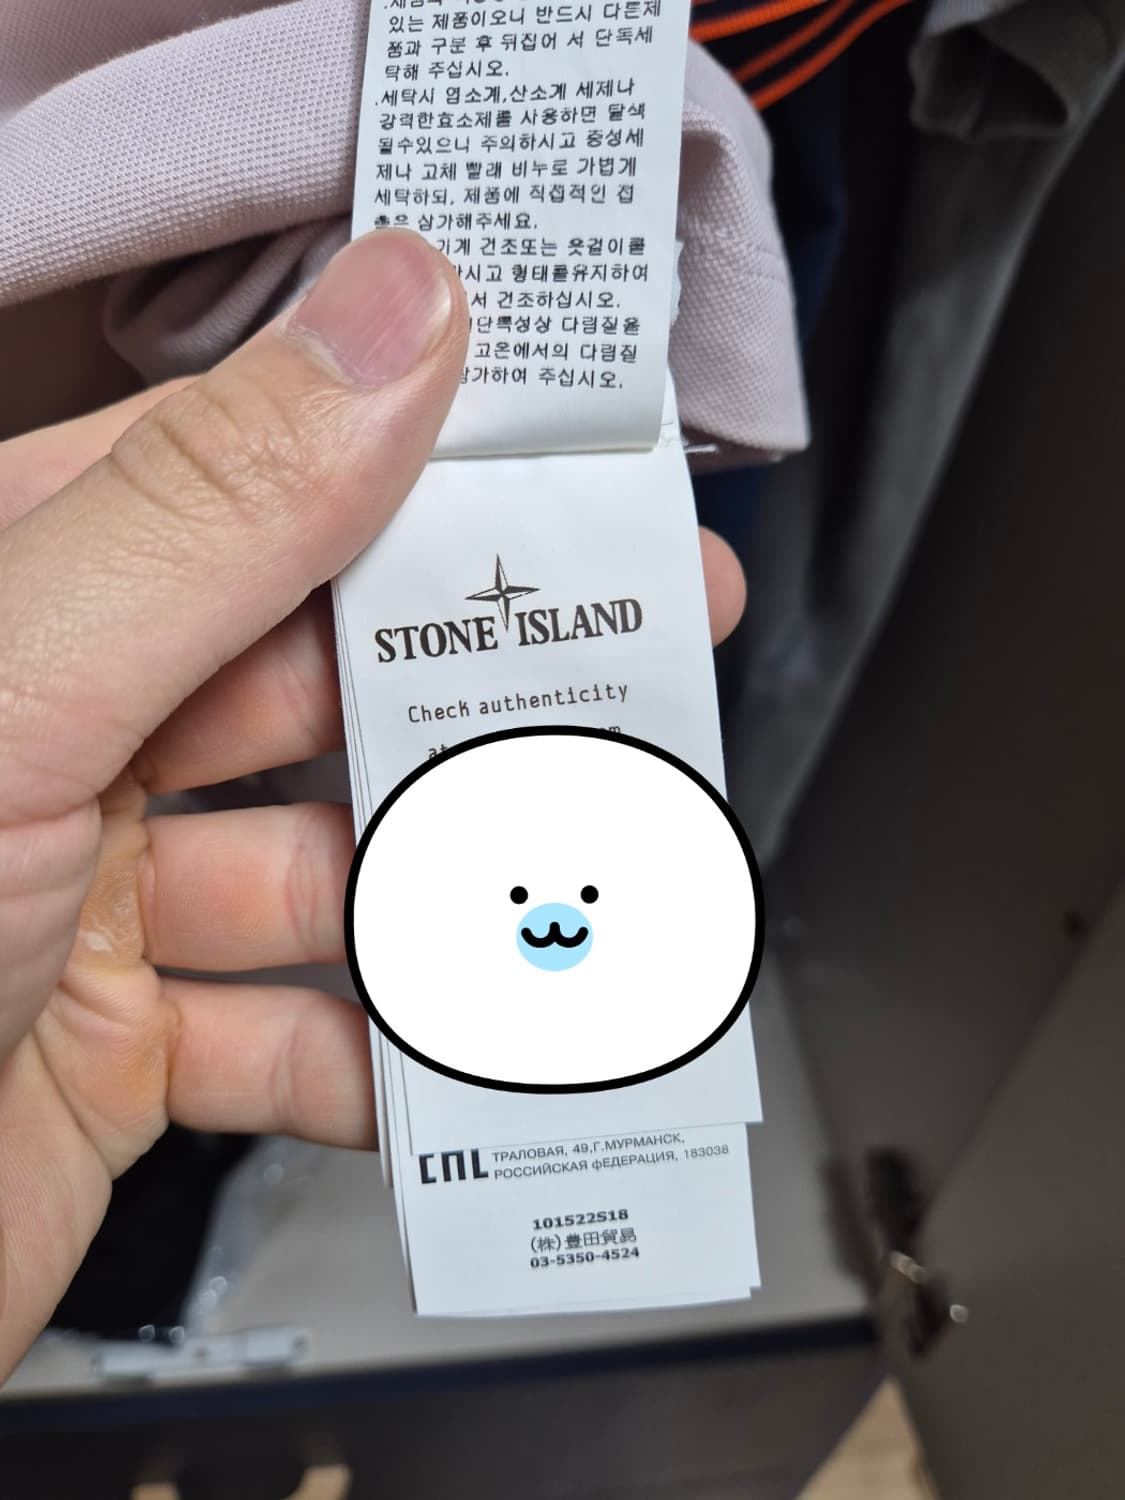 있는 제품이오니 반드시 다른제
품과 구분 후 뒤집어 서 단독세
탁해 주십시오.
.세탁시 염소계,산소계 세제나
강력한효소제를 사용하면 탈색
될수있으니 주의하시고 중성세
제나 고체 빨래 비누로 가볍게
세탁하되, 제품에 직접적인 접
삼가해주세요.
기계 건조또는 옷걸이를
마시고 형태를유지하여
서 건조하십시오.
다림질을
고온에서의 다림질
삼가하여 주십시오.
STONE ISLAND
Check authenticity
at
СПL ТРАЛОВАЯ, 49,Г.МУРМАНСК,
РОССИЙСКАЯ ФЕДЕРАЦИЯ, 183038
101522S18
(株)豊田貿易
03-5350-4524